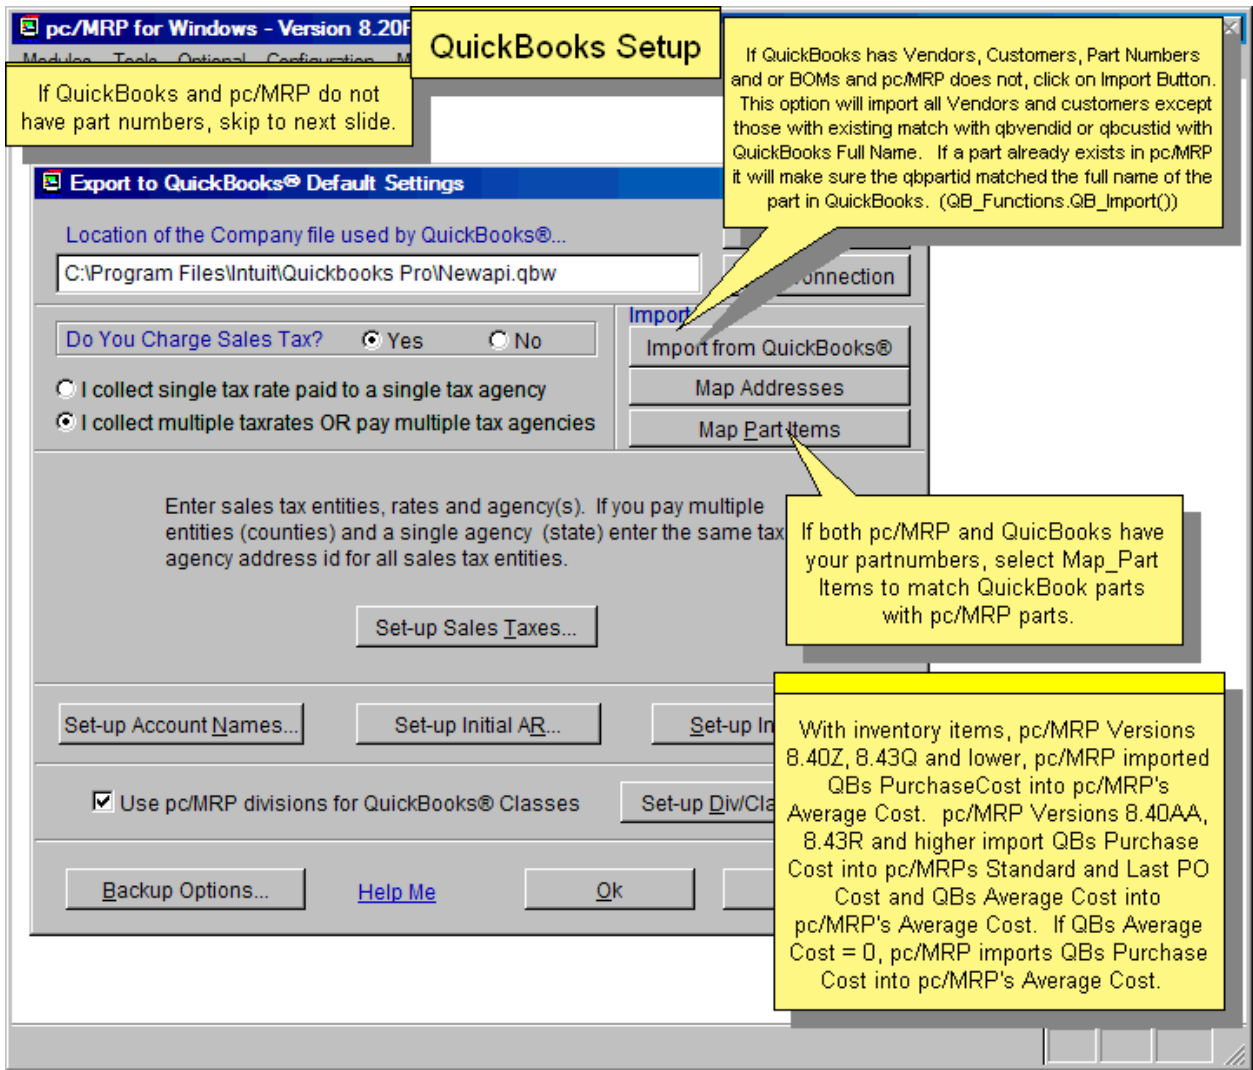 pc/MRP for Windows - Version 8.20
QuickBooks Setup
Modules Tools Optional Configuration
If QuickBooks and pc/MRP do not
have part numbers, skip to next slide.
If QuickBooks has Vendors, Customers, Part Numbers
and or BOMs and pc/MRP does not, click on Import Button.
This option will import all Vendors and customers except
those with existing match with qbvendid or qbcustid with
QuickBooks Full Name. If a part already exists in pc/MRP
it will make sure the qbpartid matched the full name of the
part in QuickBooks. (QB_Functions.QB_Import())
Export to QuickBooks® Default Settings
Location of the Company file used by QuickBooks®...
C:\Program Files\Intuit\Quickbooks Pro\Newapi.qbw
onnection
Do You Charge Sales Tax? Yes No
I collect single tax rate paid to a single tax agency
I collect multiple taxrates OR pay multiple tax agencies
Import
Import from QuickBooks®
Map Addresses
Map Part Items
Enter sales tax entities, rates and agency(s). If you pay multiple
entities (counties) and a single agency (state) enter the same tax
agency address id for all sales tax entities.
If both pc/MRP and QuicBooks have
your partnumbers, select Map_Part
Items to match QuickBook parts
with pc/MRP parts.
Set-up Sales Taxes...
Set-up Account Names... Set-up Initial AR... Set-up In
Use pc/MRP divisions for QuickBooks® Classes Set-up Div/Cla
Backup Options... Help Me Ok
With inventory items, pc/MRP Versions
8.40Z, 8.43Q and lower, pc/MRP imported
QBs PurchaseCost into pc/MRP's
Average Cost. pc/MRP Versions 8.40AA,
8.43R and higher import QBs Purchase
Cost into pc/MRPs Standard and Last PO
Cost and QBs Average Cost into
pc/MRP's Average Cost. If QBs Average
Cost = 0, pc/MRP imports QBs Purchase
Cost into pc/MRP's Average Cost.